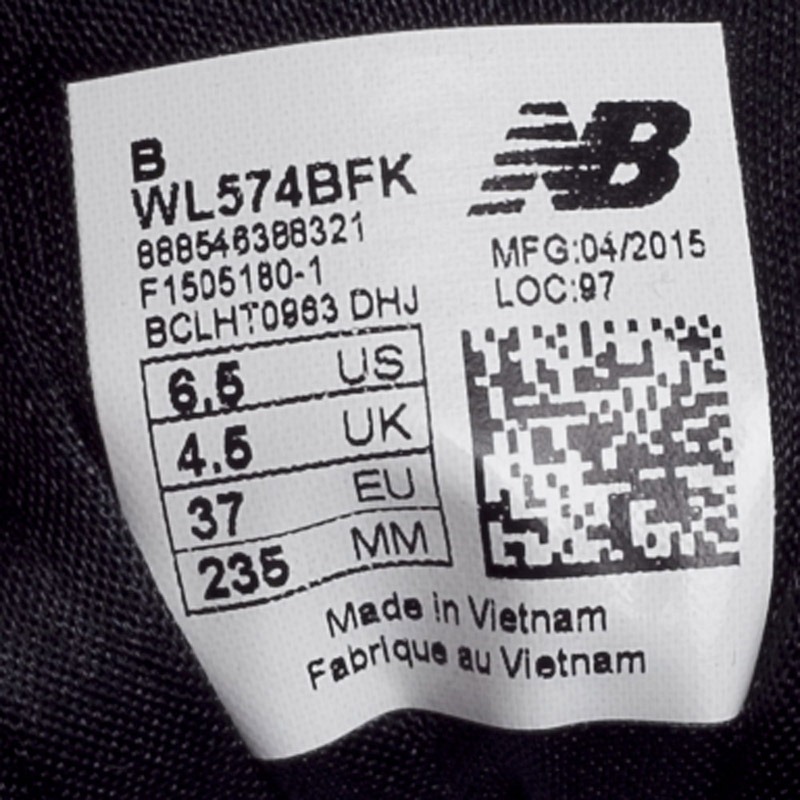 B
WL574BFK
888546388321
F1505180-1
BCLHT0963 DHJ
6.5 US
4.5 UK
37 EU
235 MM
NB
MFG:04/2015
LOC:97
Made in Vietnam
Fabrique au Vietnam